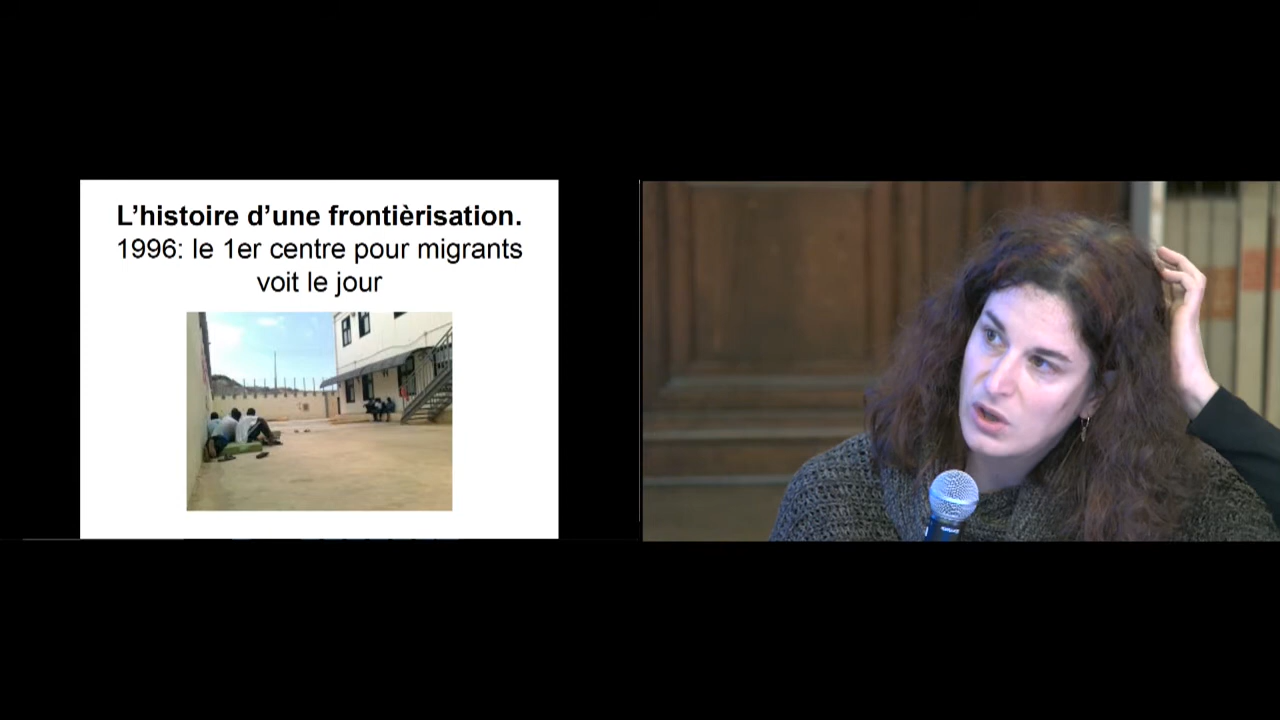 L’histoire d’une frontièrisation.
1996: le 1er centre pour migrants
voit le jour